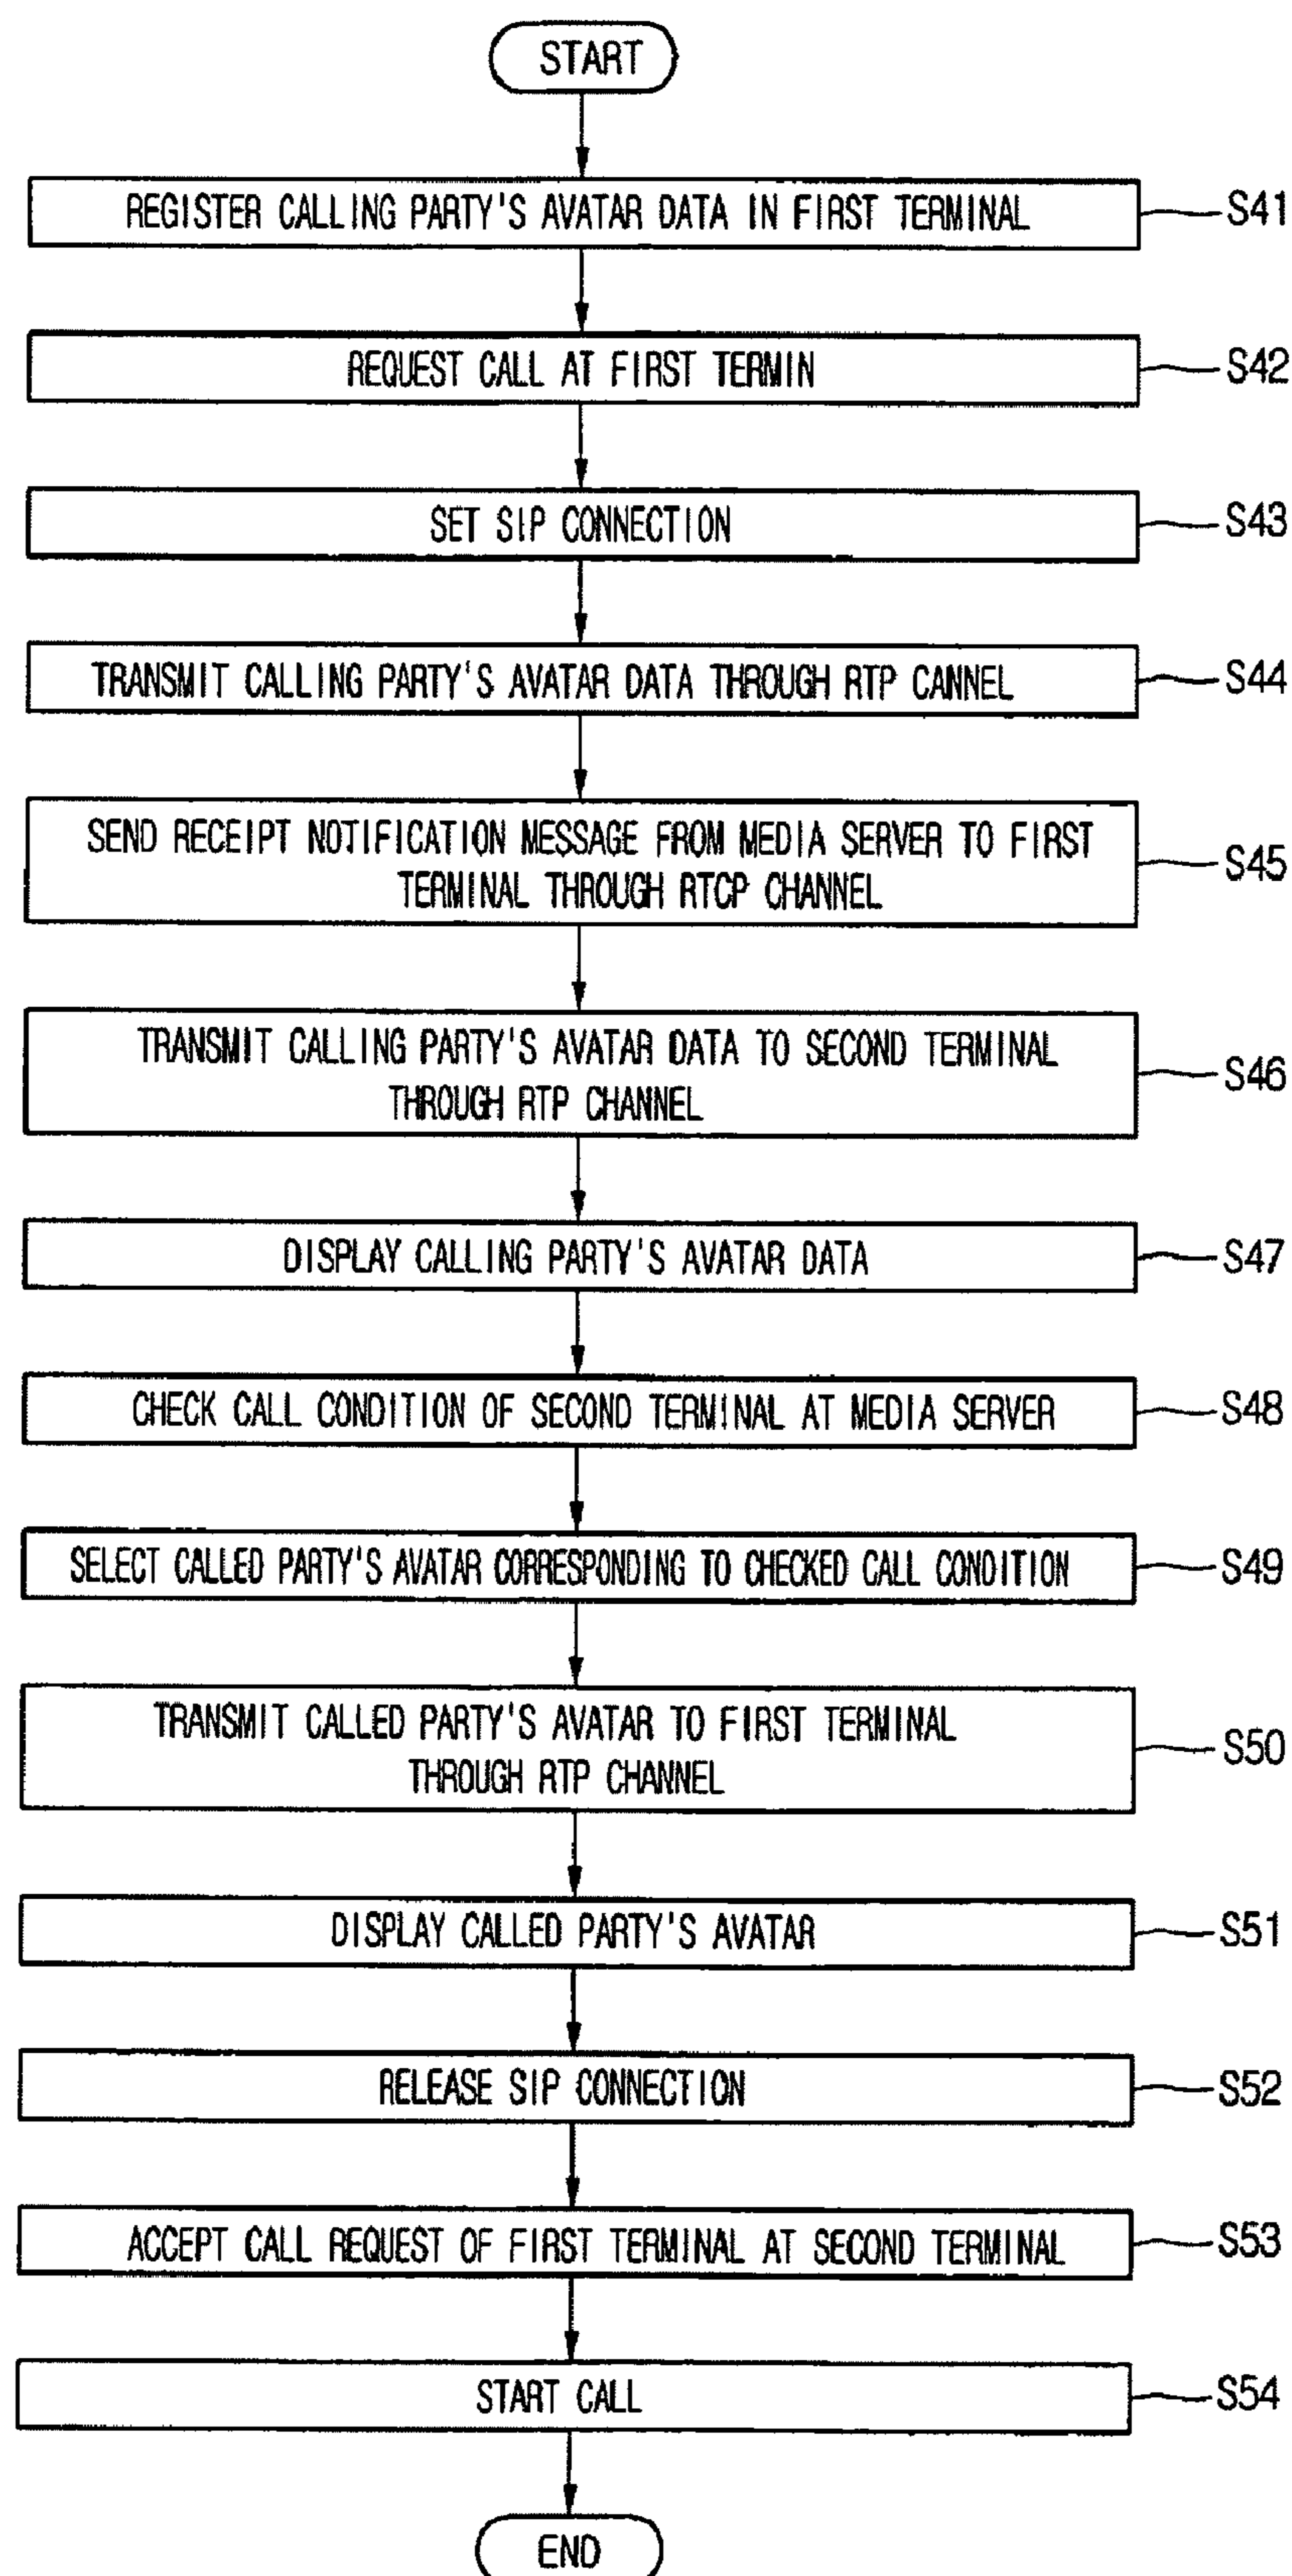 START
REGISTER CALLING PARTY'S AVATAR DATA IN FIRST TERMINAL
S41
REQUEST CALL AT FIRST TERMIN
S42
SET SIP CONNECTION
S43
TRANSMIT CALLING PARTY'S AVATAR DATA THROUGH RTP CANNEL
S44
SEND RECEIPT NOTIFICATION MESSAGE FROM MEDIA SERVER TO FIRST
TERMINAL THROUGH RTCP CHANNEL
S45
TRANSMIT CALLING PARTY'S AVATAR DATA TO SECOND TERMINAL
THROUGH RTP CHANNEL
S46
DISPLAY CALLING PARTY'S AVATAR DATA
S47
CHECK CALL CONDITION OF SECOND TERMINAL AT MEDIA SERVER
S48
SELECT CALLED PARTY'S AVATAR CORRESPONDING TO CHECKED CALL CONDITION
S49
TRANSMIT CALLED PARTY'S AVATAR TO FIRST TERMINAL
THROUGH RTP CHANNEL
S50
DISPLAY CALLED PARTY'S AVATAR
S51
RELEASE SIP CONNECTION
S52
ACCEPT CALL REQUEST OF FIRST TERMINAL AT SECOND TERMINAL
S53
START CALL
S54
END